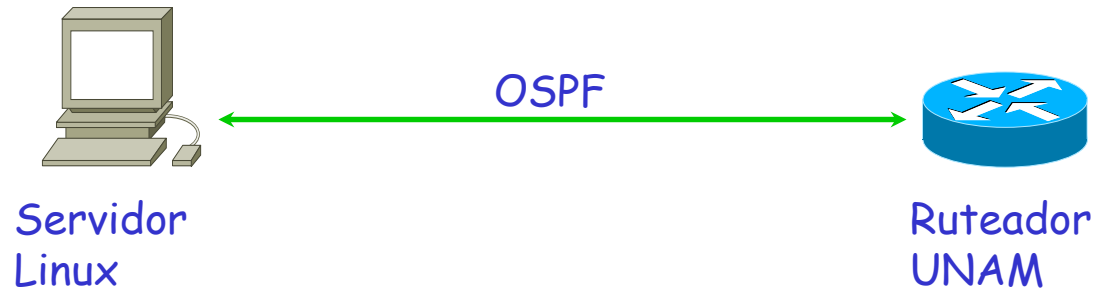 OSPF
Servidor
Linux
Ruteador
UNAM